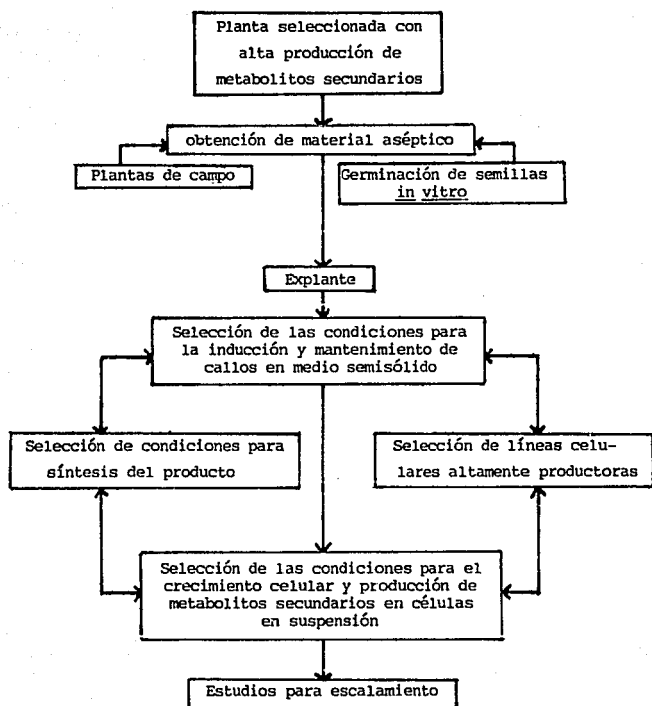 Planta seleccionada con
alta producción de
metabolitos secundarios
obtención de material aséptico
Plantas de campo
Germinación de semillas
in vitro
Explante
Selección de las condiciones para
la inducción y mantenimiento de
callos en medio semisólido
Selección de condiciones para
síntesis del producto
Selección de líneas celu-
lares altamente productoras
Selección de las condiciones para el
crecimiento celular y producción de
metabolitos secundarios en células
en suspensión
Estudios para escalamiento